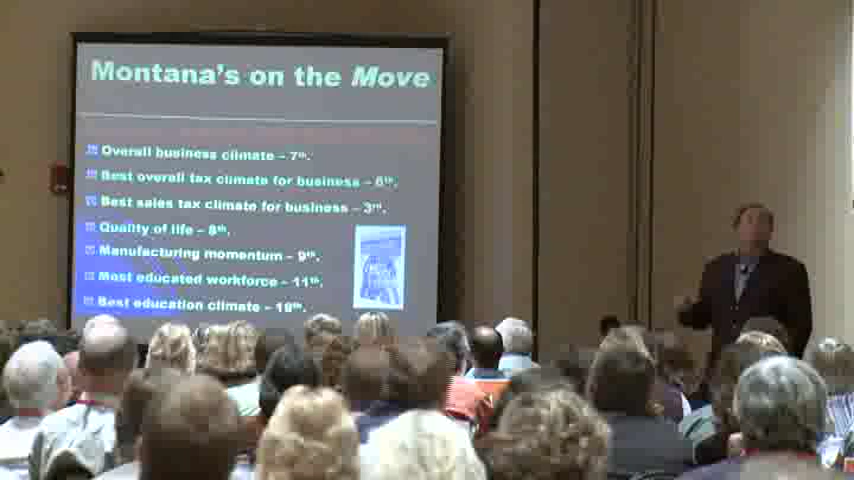 Montana's on the Move
Overall business climate – 7th.
Best overall tax climate for business – 6th.
Best sales tax climate for business – 3rd.
Quality of life – 8th.
Manufacturing momentum – 9th.
Most educated workforce – 11th.
Best education climate – 19th.